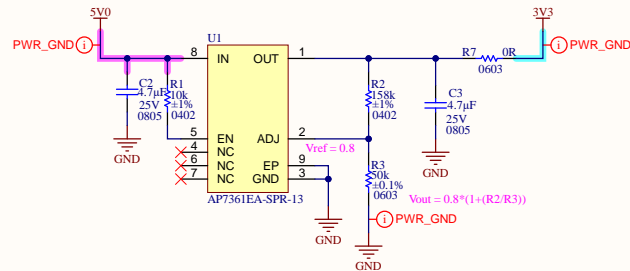 5V0
3V3
PWR_GND
PWR_GND
U1
8 IN OUT 1
R7 0R
0603
C2
4.7µF
25V
0805
R1
10k
±1%
0402
R2
158k
±1%
0402
C3
4.7µF
25V
0805
5 EN ADJ 2
4 NC
6 NC EP 9
7 NC GND 3
Vref = 0.8
R3
50k
±0.1%
0603
AP7361EA-SPR-13
Vout = 0.8*(1+(R2/R3))
PWR_GND
GND
GND
GND
GND